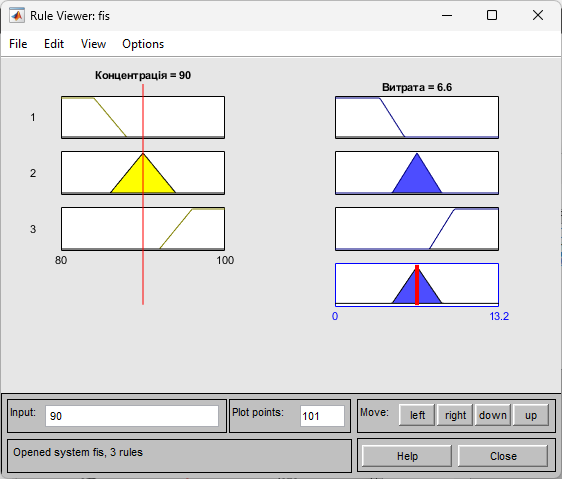 Rule Viewer: fis
File Edit View Options
Концентрація = 90
Витрата = 6.6
1
2
3
80 100
0 13.2
Input: 90
Plot points: 101
Move: left right down up
Opened system fis, 3 rules
Help Close